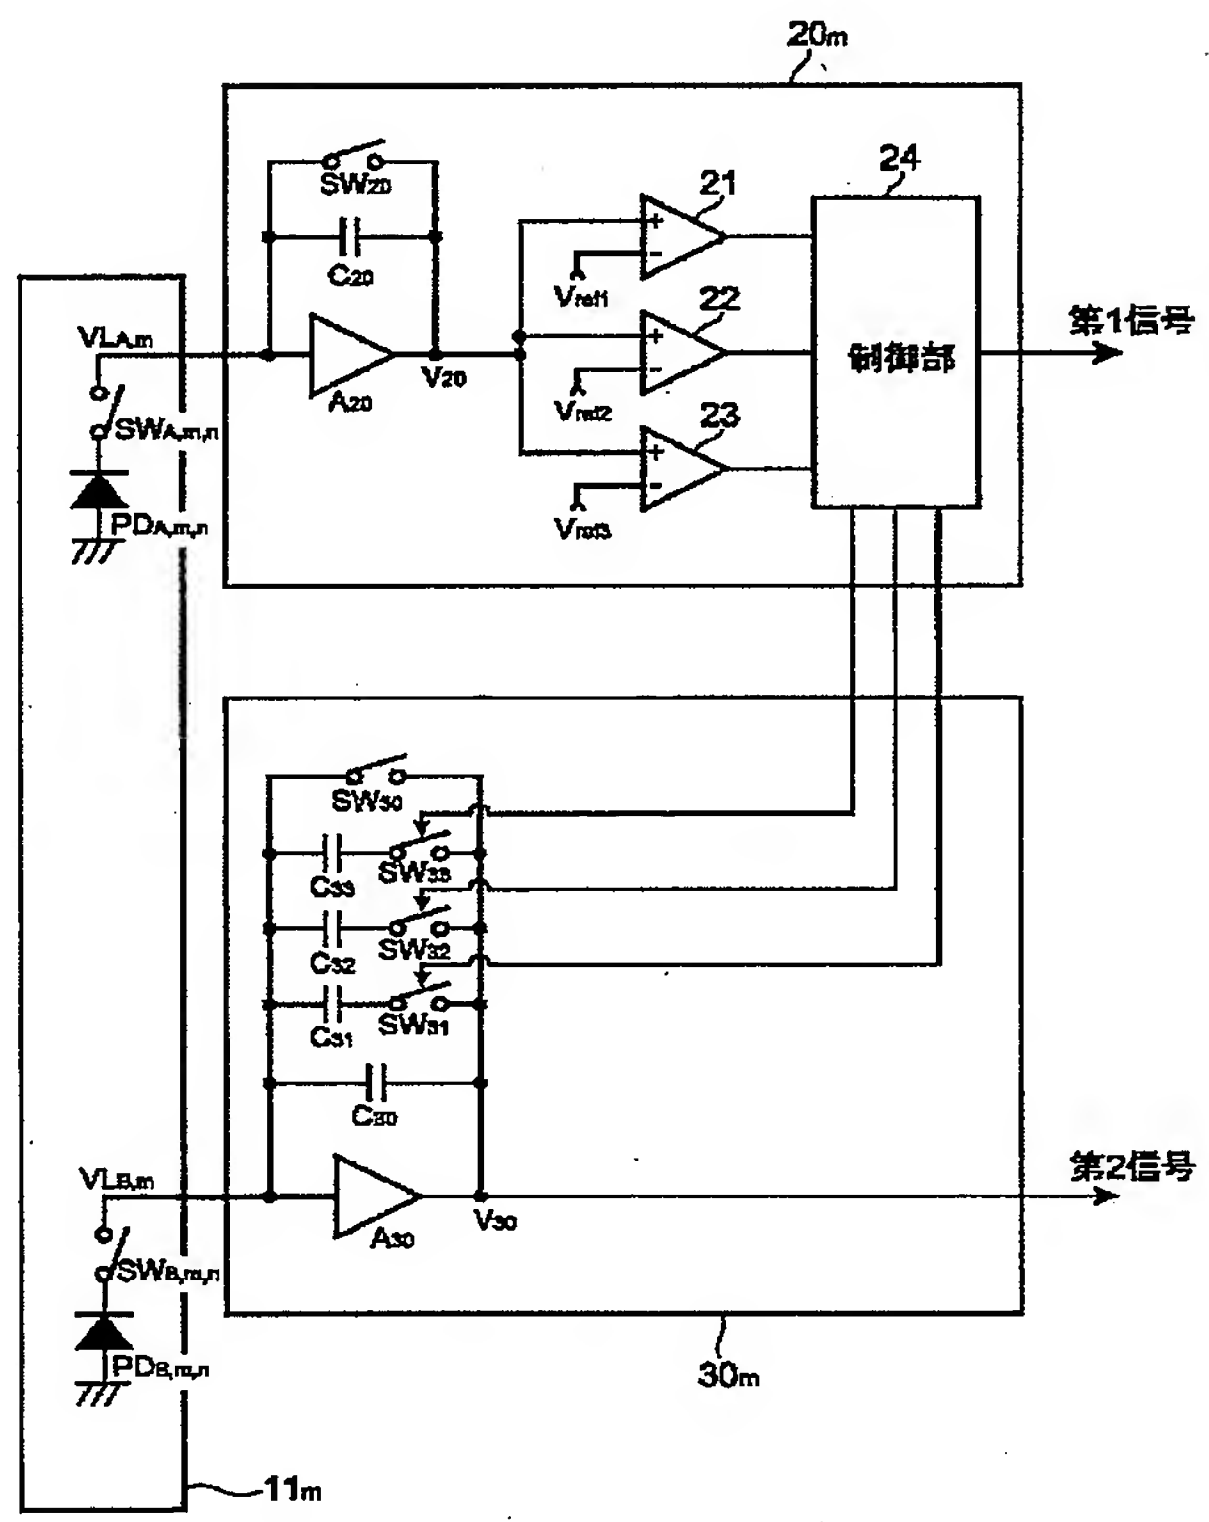 20m
SW20
C20
VLA,m
A20
V20
SWA,m,n
PDA,m,n
21
22
23
24
+
-
Vref1
+
-
Vref2
+
-
Vref3
制御部
第1信号
SW30
SW33
C33
SW32
C32
SW31
C31
C30
VLB,m
A30
V30
SWB,m,n
PDB,m,n
第2信号
30m
11m